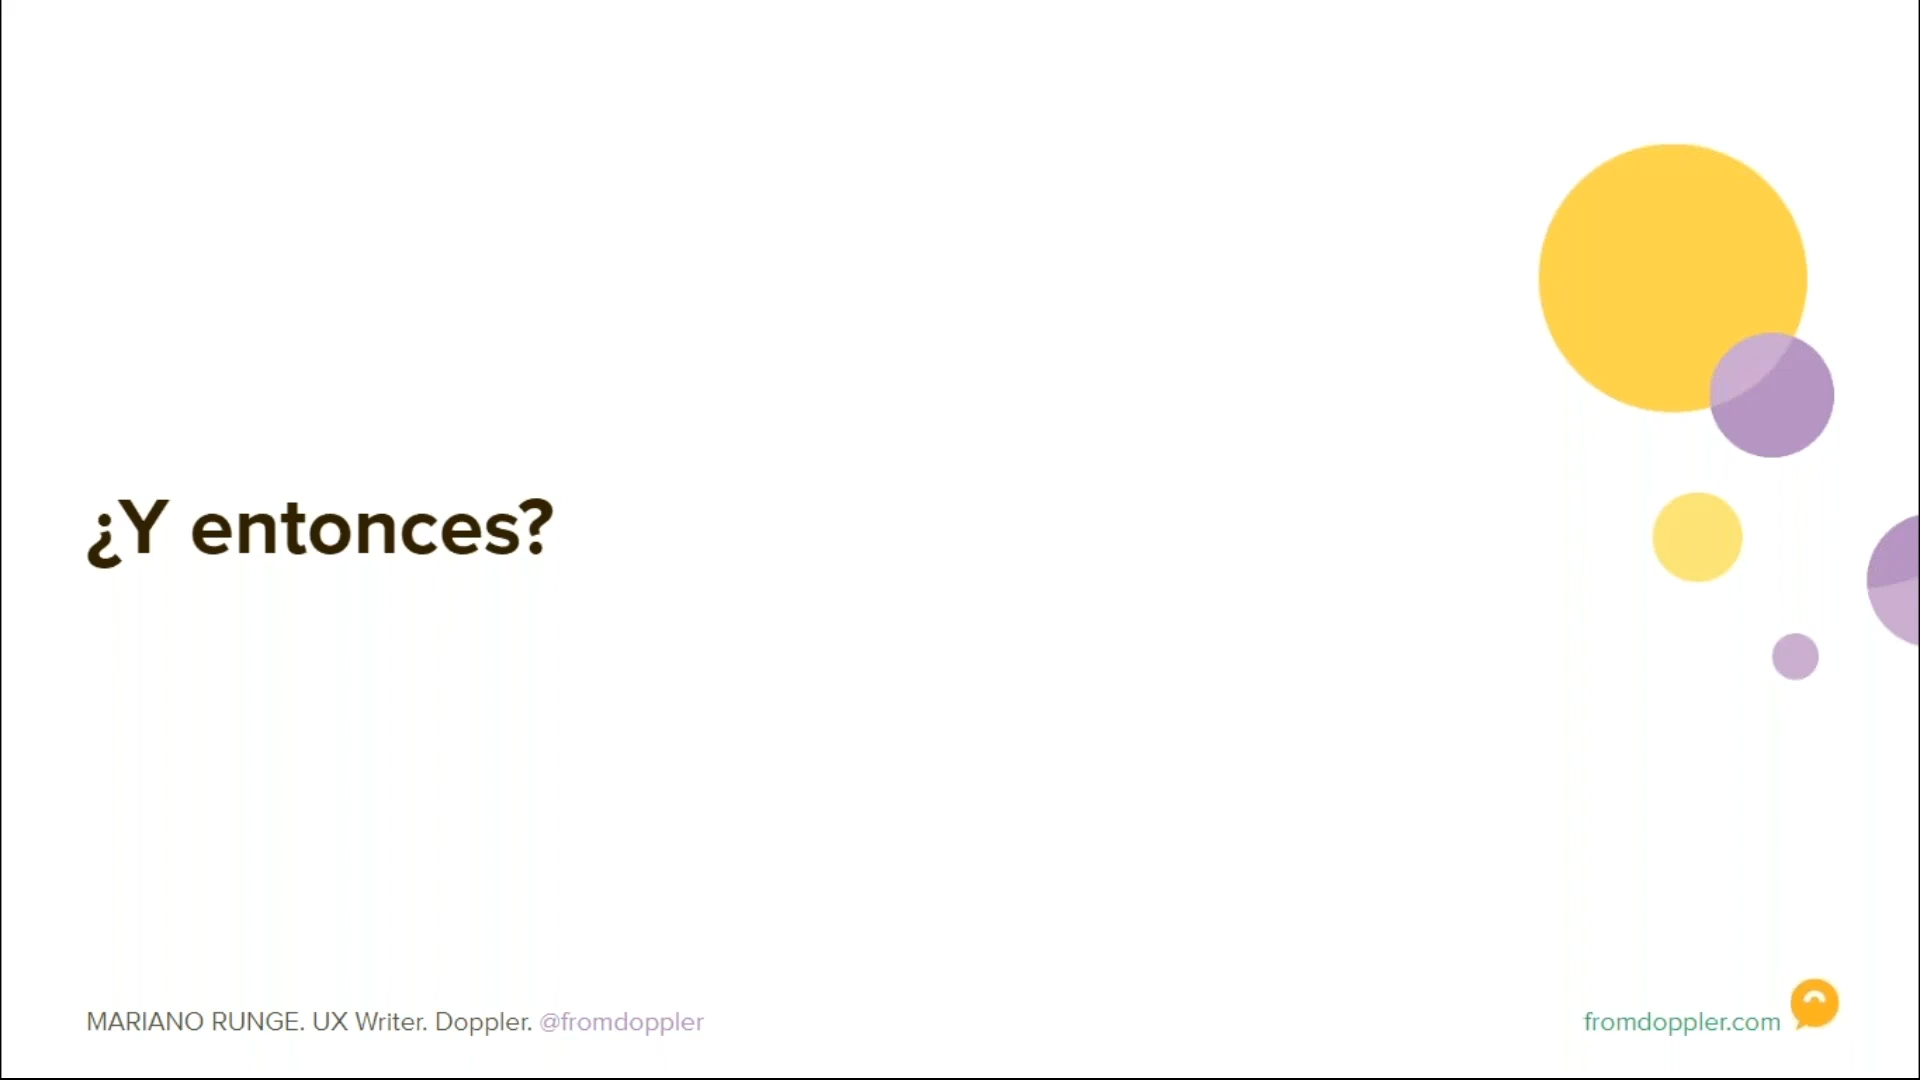 ¿Y entonces?
MARIANO RUNGE. UX Writer. Doppler. @fromdoppler
fromdoppler.com